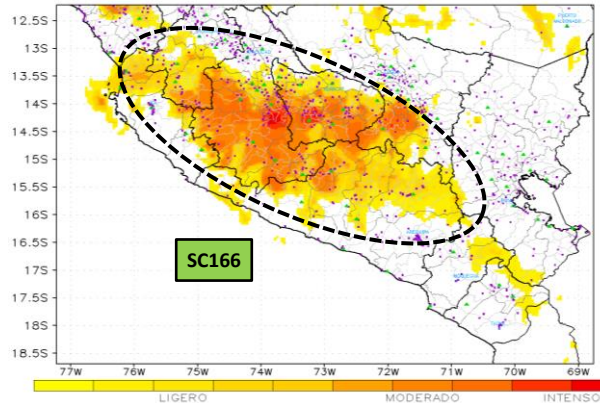 12.5S
13S
13.5S
14S
14.5S
15S
15.5S
16S
16.5S
17S
17.5S
18S
18.5S
SC166
77W 76W 75W 74W 73W 72W 71W 70W 69W
LIGERO MODERADO INTENSO